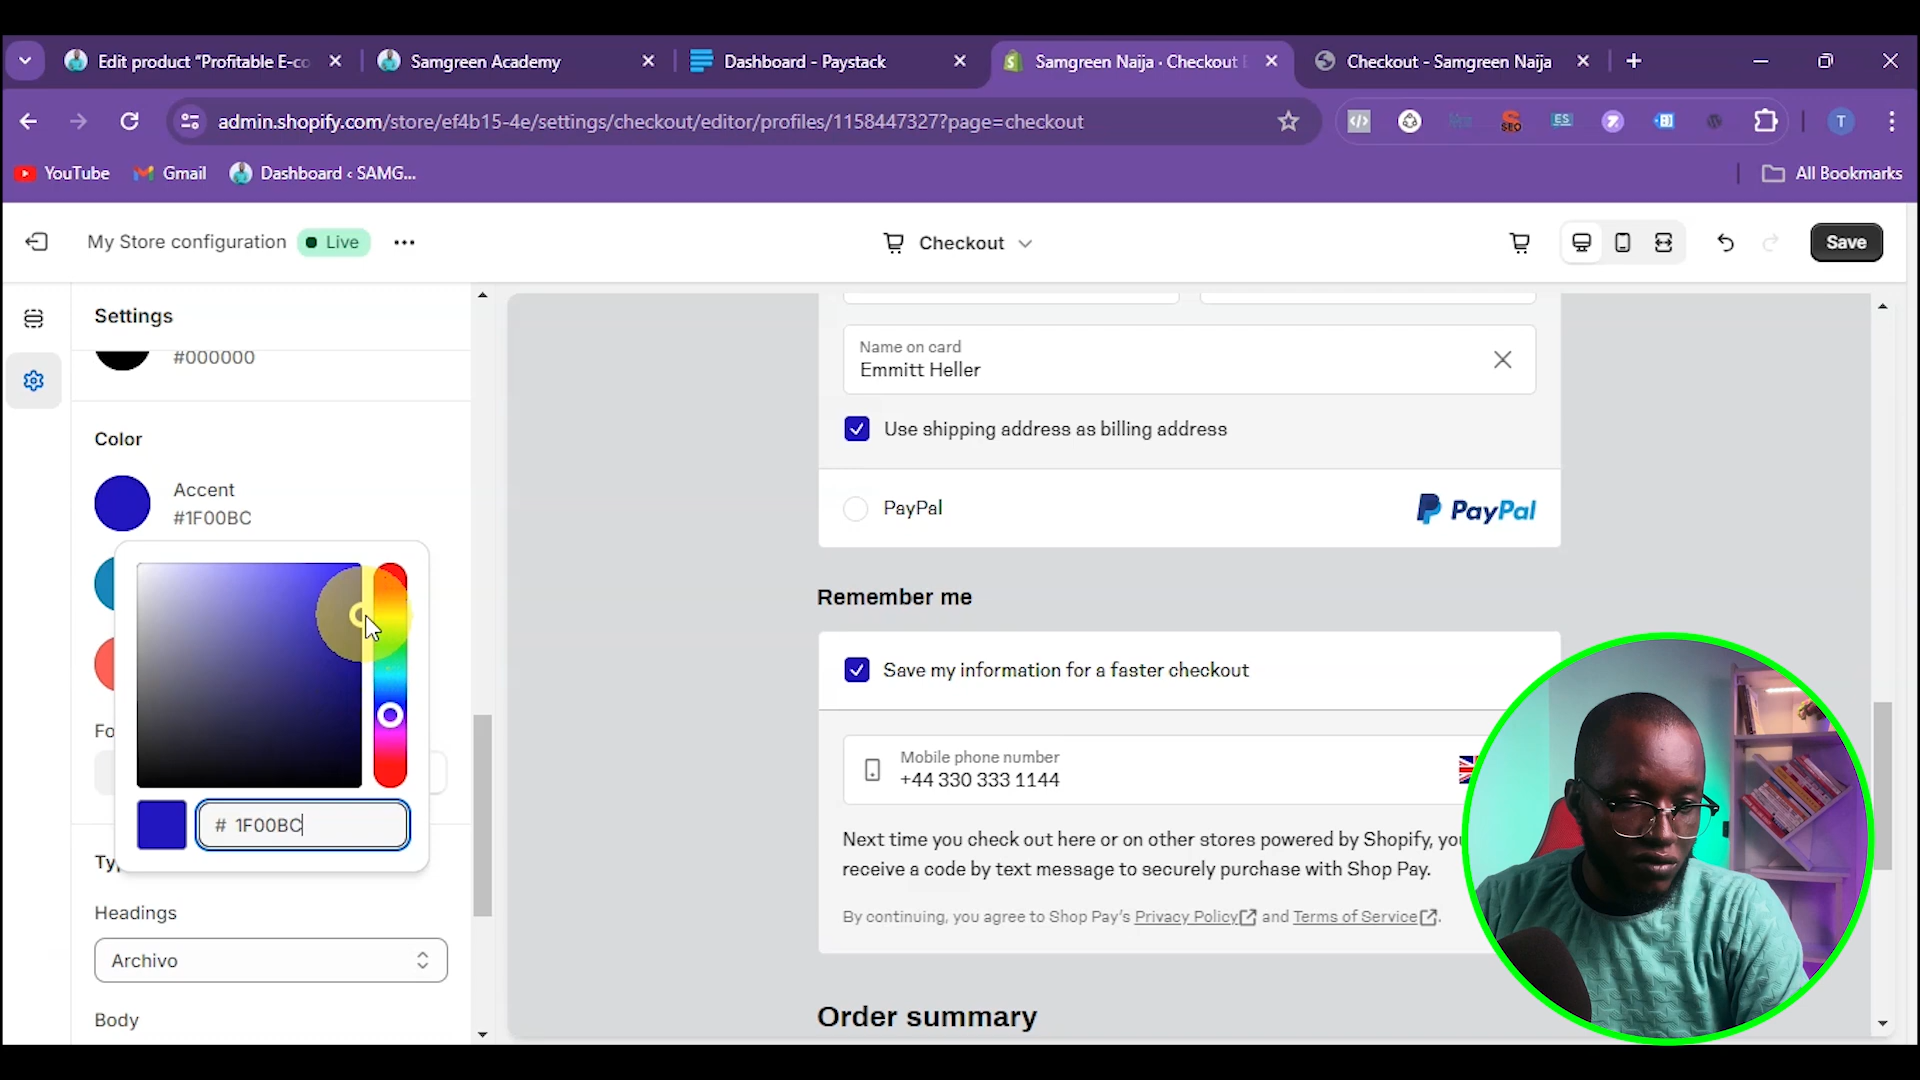 Edit product “Profitable E-co
Samgreen Academy
Dashboard - Paystack
Samgreen Naija · Checkout E
Checkout - Samgreen Naija
admin.shopify.com/store/ef4b15-4e/settings/checkout/editor/profiles/1158447327?page=checkout
SEO
ES
T
YouTube
Gmail
Dashboard ‹ SAMG...
All Bookmarks
My Store configuration
Live
Checkout
Save
Settings
#000000
Color
Accent
#1F00BC
Fo
# 1F00BC
Ty
Headings
Archivo
Body
Name on card
Emmitt Heller
Use shipping address as billing address
PayPal
PayPal
Remember me
Save my information for a faster checkout
Mobile phone number
+44 330 333 1144
Next time you check out here or on other stores powered by Shopify, you
receive a code by text message to securely purchase with Shop Pay.
By continuing, you agree to Shop Pay’s Privacy Policy and Terms of Service.
Order summary